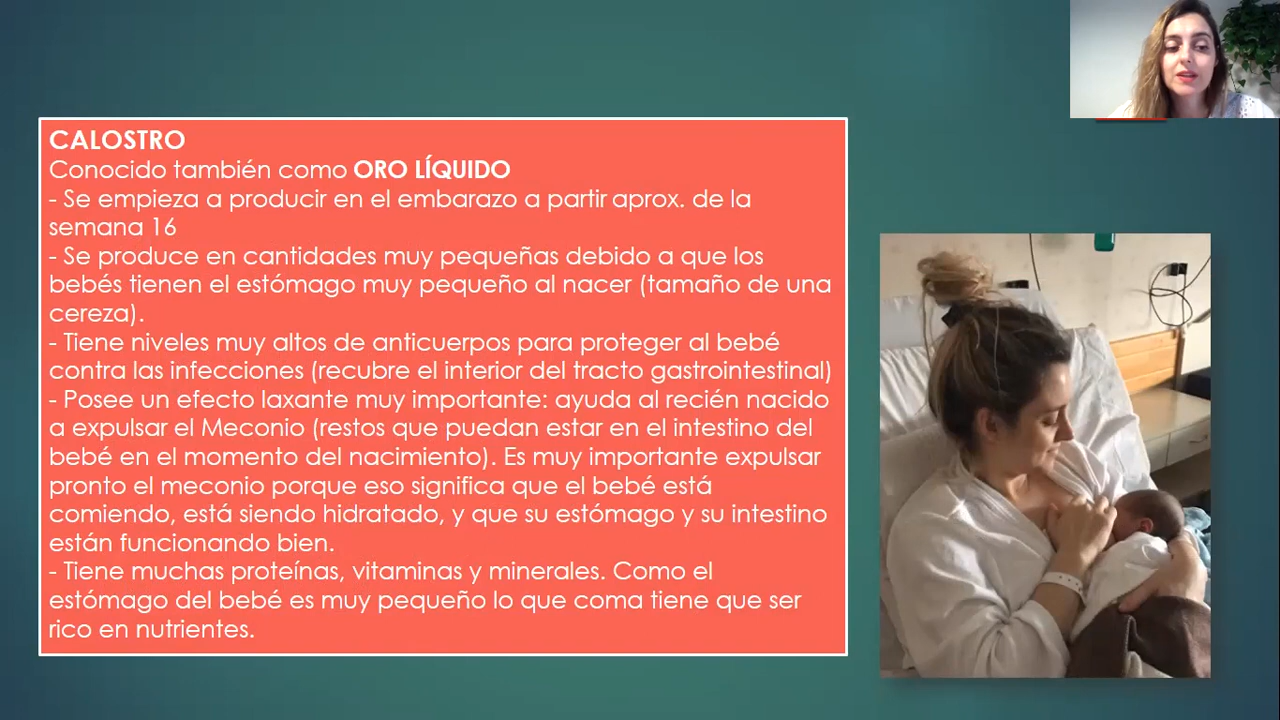 CALOSTRO
Conocido también como ORO LÍQUIDO
- Se empieza a producir en el embarazo a partir aprox. de la
semana 16
- Se produce en cantidades muy pequeñas debido a que los
bebés tienen el estómago muy pequeño al nacer (tamaño de una
cereza).
- Tiene niveles muy altos de anticuerpos para proteger al bebé
contra las infecciones (recubre el interior del tracto gastrointestinal)
- Posee un efecto laxante muy importante: ayuda al recién nacido
a expulsar el Meconio (restos que puedan estar en el intestino del
bebé en el momento del nacimiento). Es muy importante expulsar
pronto el meconio porque eso significa que el bebé está
comiendo, está siendo hidratado, y que su estómago y su intestino
están funcionando bien.
- Tiene muchas proteínas, vitaminas y minerales. Como el
estómago del bebé es muy pequeño lo que coma tiene que ser
rico en nutrientes.